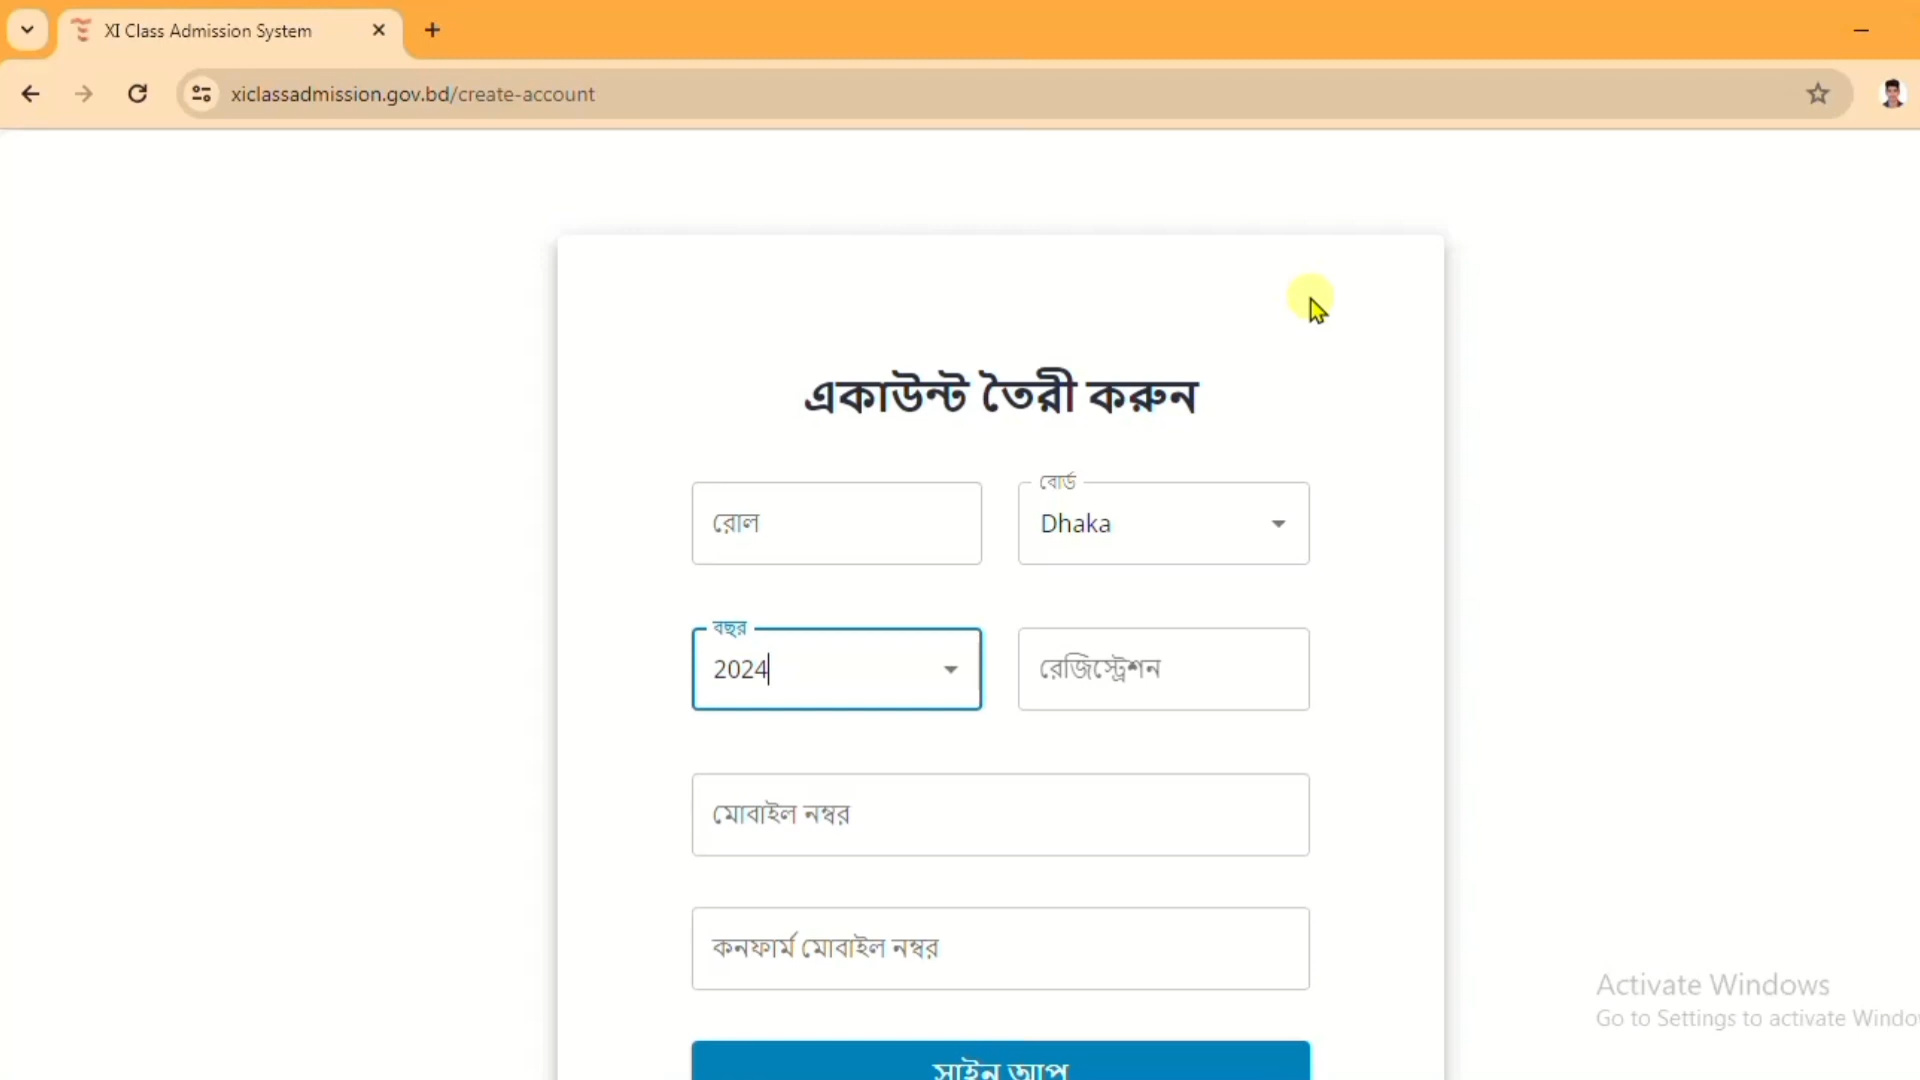 XI Class Admission System
xiclassadmission.gov.bd/create-account
একাউন্ট তৈরী করুন
রোল
বোর্ড
Dhaka
বছর
2024
রেজিস্ট্রেশন
মোবাইল নম্বর
কনফার্ম মোবাইল নম্বর
সাইন আপ
Activate Windows
Go to Settings to activate Windo